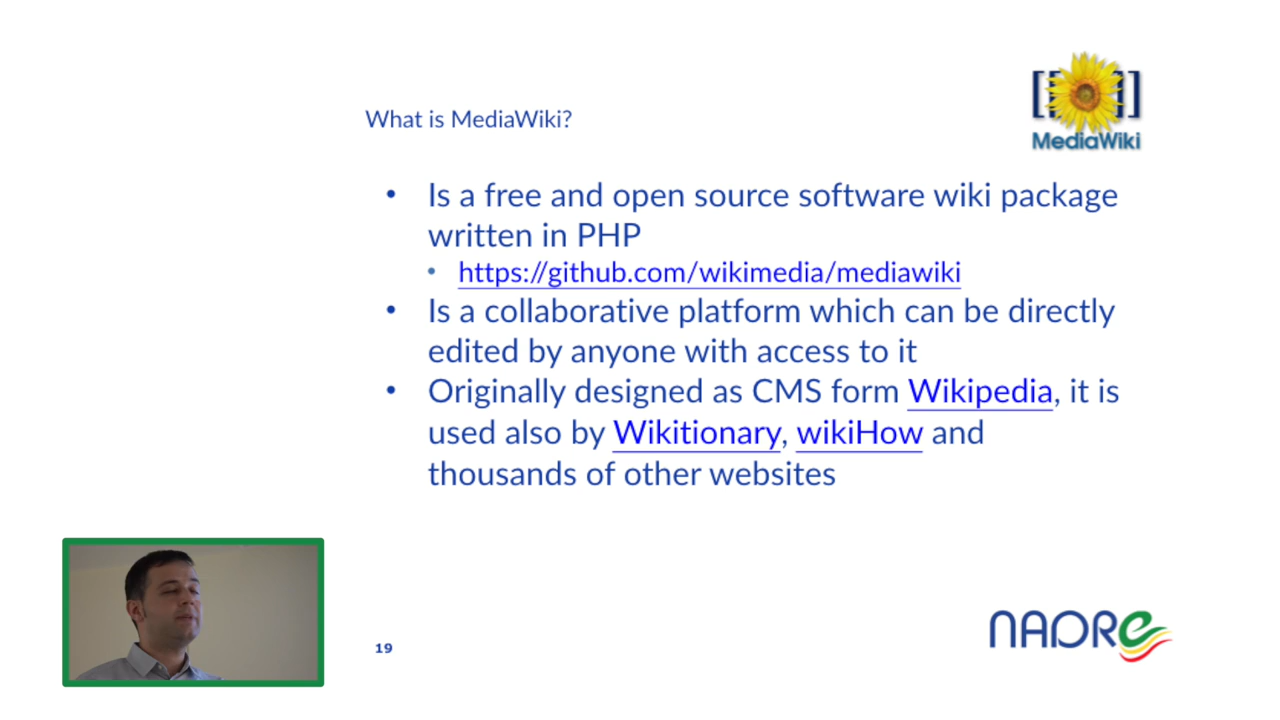 What is MediaWiki?
MediaWiki
• Is a free and open source software wiki package
written in PHP
• https://github.com/wikimedia/mediawiki
• Is a collaborative platform which can be directly
edited by anyone with access to it
• Originally designed as CMS form Wikipedia, it is
used also by Wikitionary, wikiHow and
thousands of other websites
19
NADRe